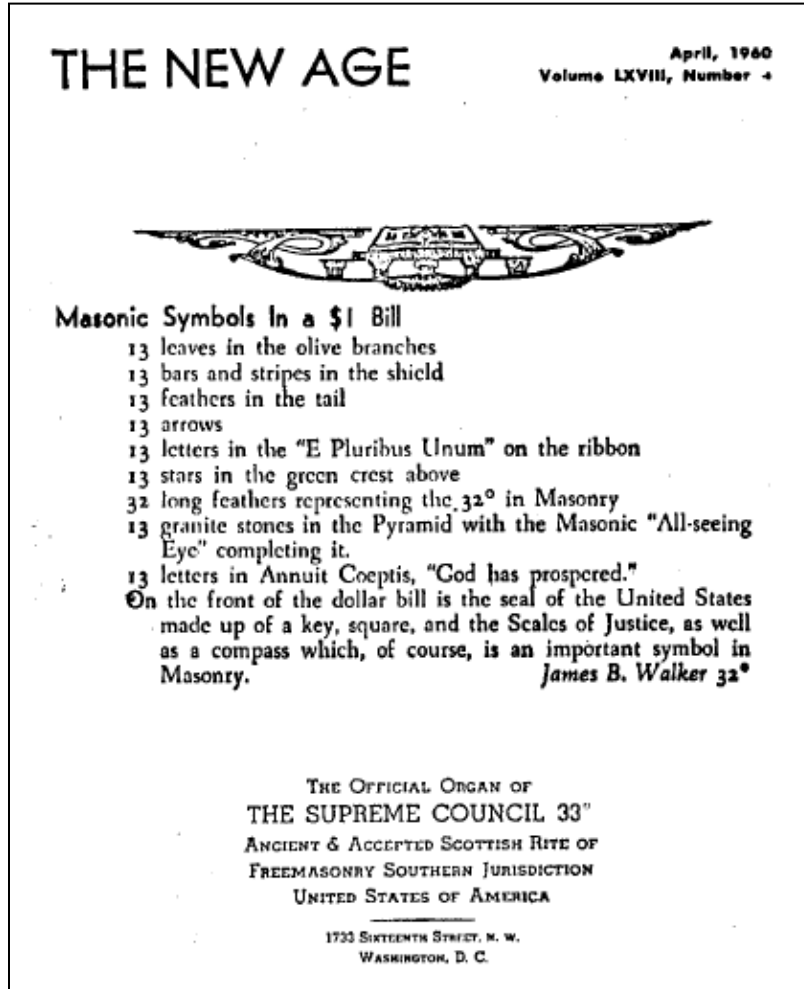 THE NEW AGE
April, 1960
Volume LXVIII, Number 4
Masonic Symbols In a $1 Bill
13 leaves in the olive branches
13 bars and stripes in the shield
13 feathers in the tail
13 arrows
13 letters in the "E Pluribus Unum" on the ribbon
13 stars in the green crest above
32 long feathers representing the 32° in Masonry
13 granite stones in the Pyramid with the Masonic "All-seeing
Eye" completing it.
13 letters in Annuit Coeptis, "God has prospered."
On the front of the dollar bill is the seal of the United States
made up of a key, square, and the Scales of Justice, as well
as a compass which, of course, is an important symbol in
Masonry. James B. Walker 32°
THE OFFICIAL ORGAN OF
THE SUPREME COUNCIL 33°
ANCIENT & ACCEPTED SCOTTISH RITE OF
FREEMASONRY SOUTHERN JURISDICTION
UNITED STATES OF AMERICA
1733 SIXTEENTH STREET, N. W.
WASHINGTON, D. C.